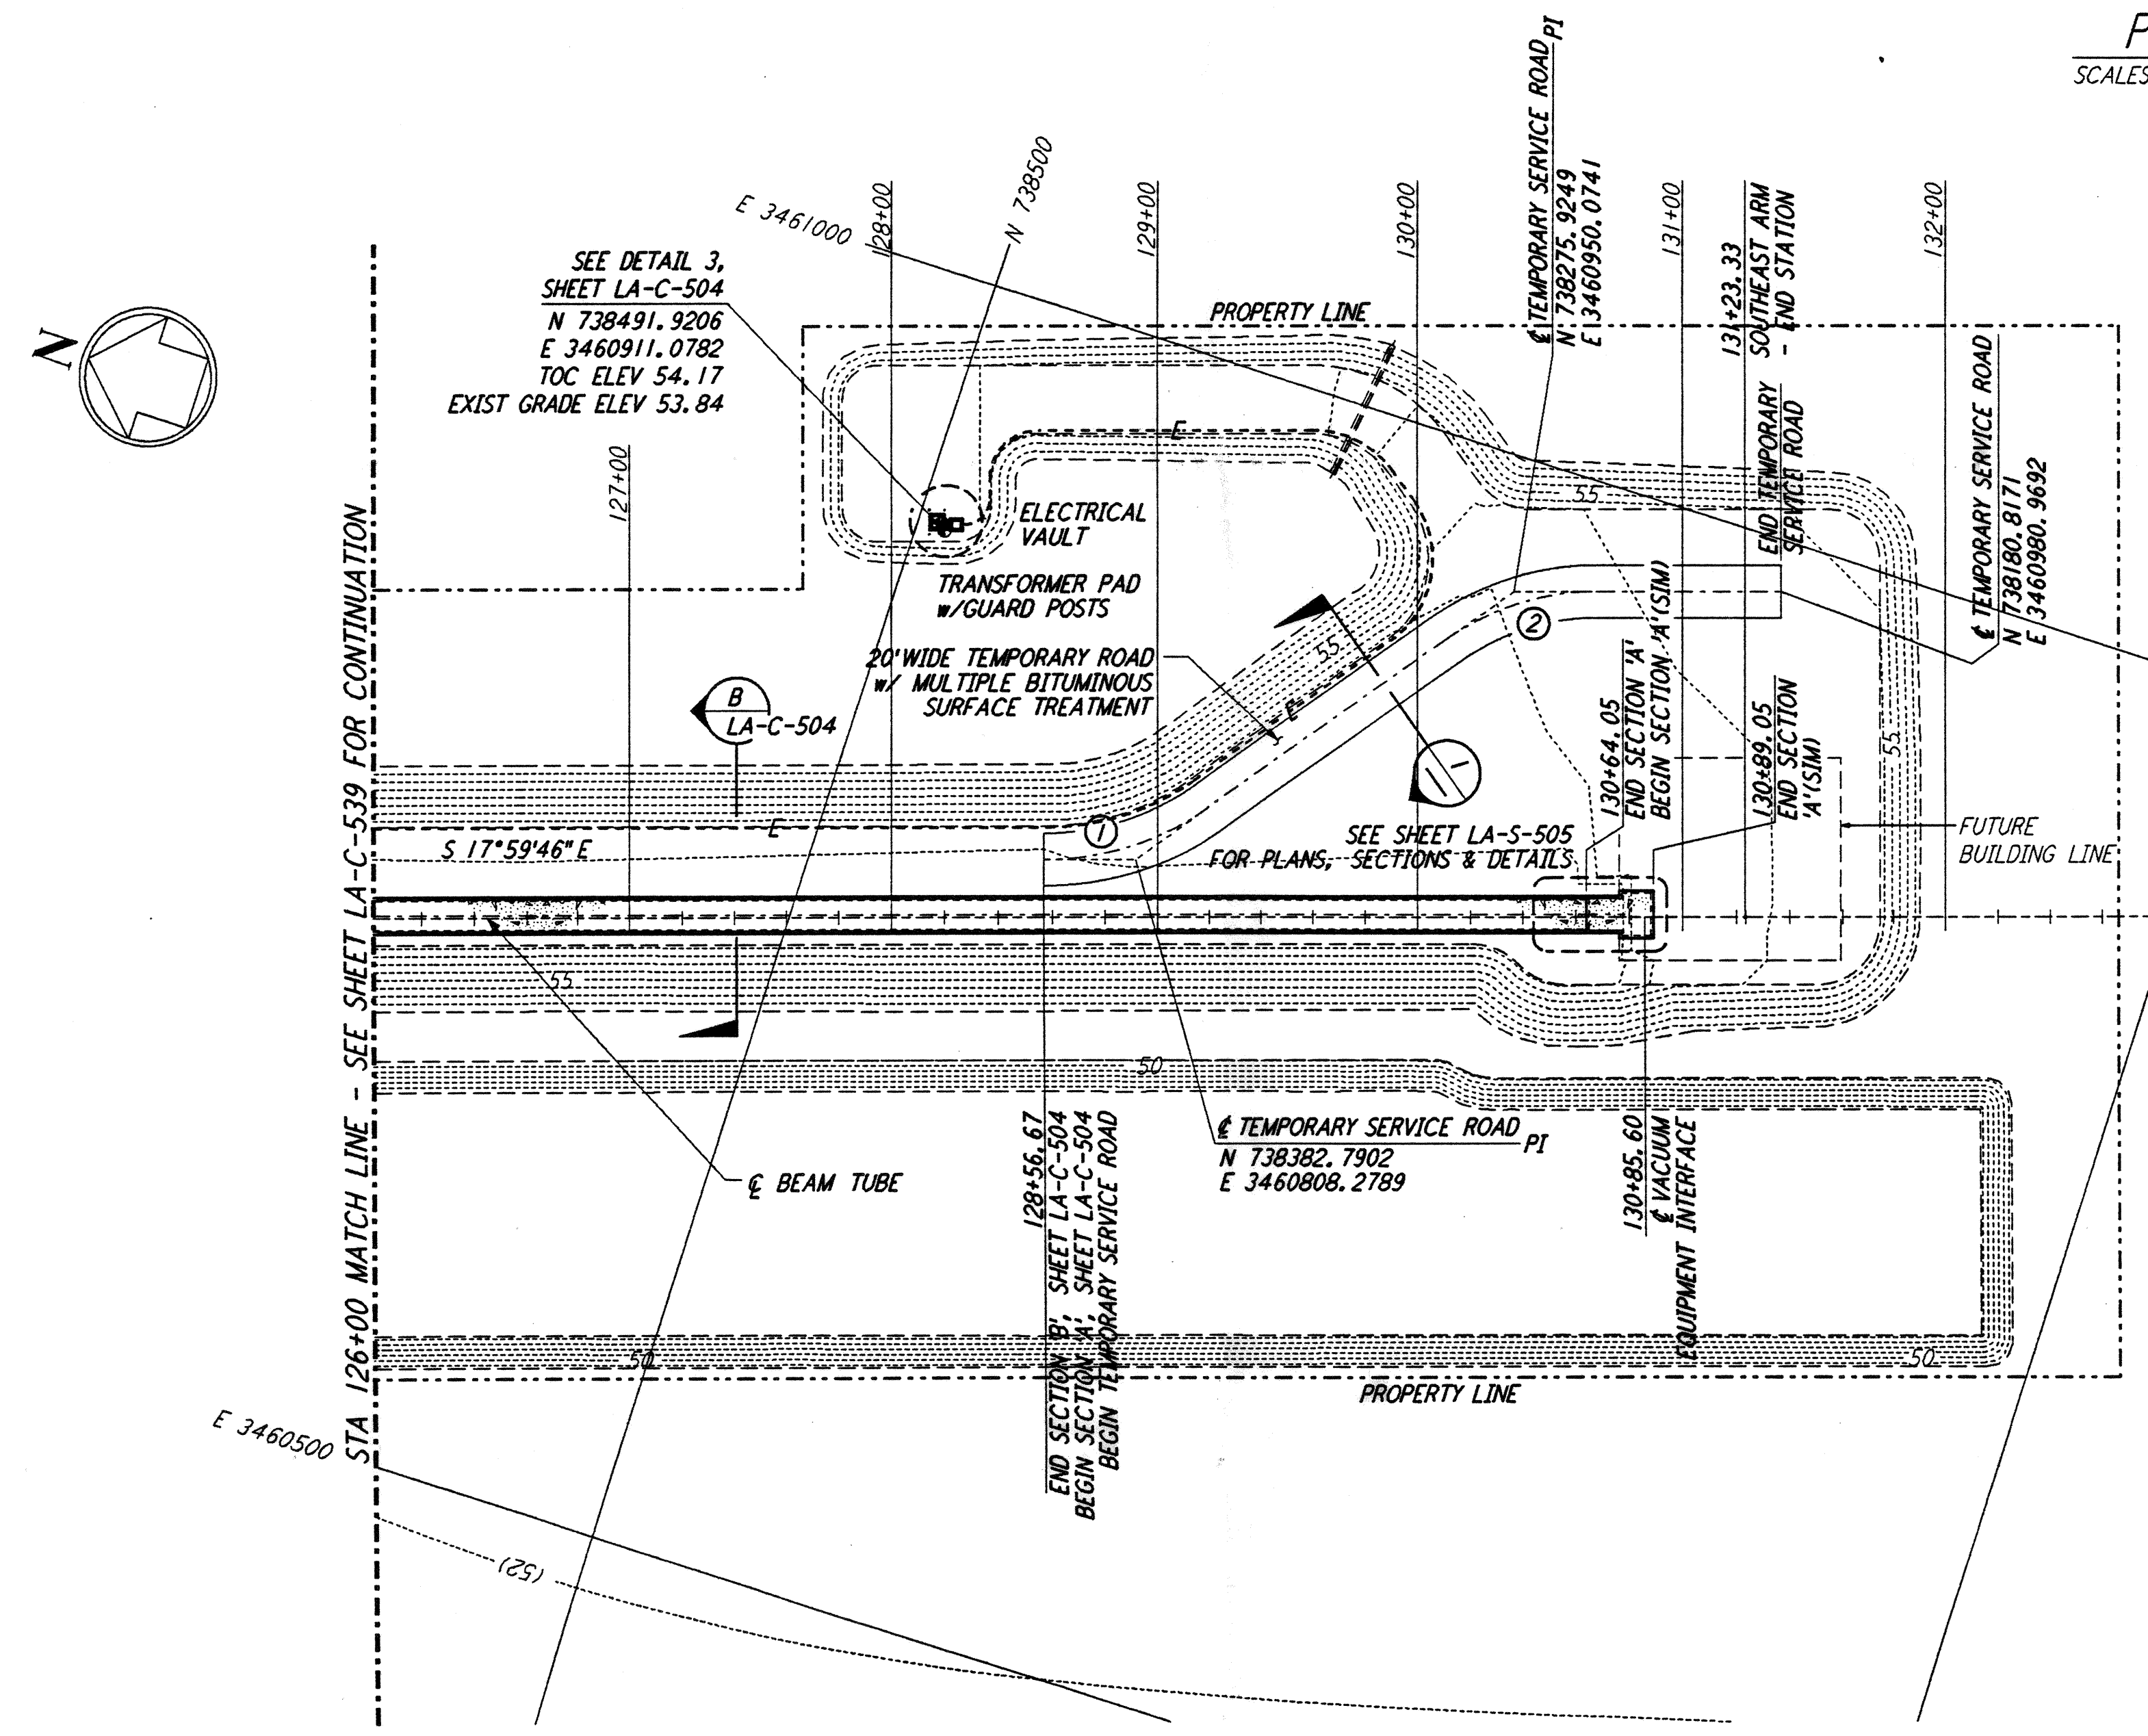 P
SCALES
N
SEE DETAIL 3,
SHEET LA-C-504
N 738491.9206
E 3460911.0782
TOC ELEV 54.17
EXIST GRADE ELEV 53.84
E 3461000
N 738500
127+00
128+00
129+00
130+00
131+00
132+00
PROPERTY LINE
℄ TEMPORARY SERVICE ROAD PI
N 738275.9249
E 3460950.0741
131+23.33
SOUTHEAST ARM
- END STATION
END TEMPORARY
SERVICE ROAD
℄ TEMPORARY SERVICE ROAD
N 738180.8171
E 3460980.9692
E
55
ELECTRICAL
VAULT
TRANSFORMER PAD
w/GUARD POSTS
20' WIDE TEMPORARY ROAD
w/ MULTIPLE BITUMINOUS
SURFACE TREATMENT
55
E
2
B
LA-C-504
1
1
E
1
S 17°59'46" E
SEE SHEET LA-S-505
FOR PLANS, SECTIONS & DETAILS
130+64.05
END SECTION 'A'
BEGIN SECTION 'A'(SIM)
130+89.05
END SECTION
'A'(SIM)
55
FUTURE
BUILDING LINE
STA 126+00 MATCH LINE - SEE SHEET LA-C-539 FOR CONTINUATION
55
50
℄ BEAM TUBE
128+56.67
END SECTION 'B', SHEET LA-C-504
BEGIN SECTION 'A', SHEET LA-C-504
BEGIN TEMPORARY SERVICE ROAD
℄ TEMPORARY SERVICE ROAD PI
N 738382.7902
E 3460808.2789
130+85.60
℄ VACUUM
EQUIPMENT INTERFACE
50
50
PROPERTY LINE
E 3460500
(52)